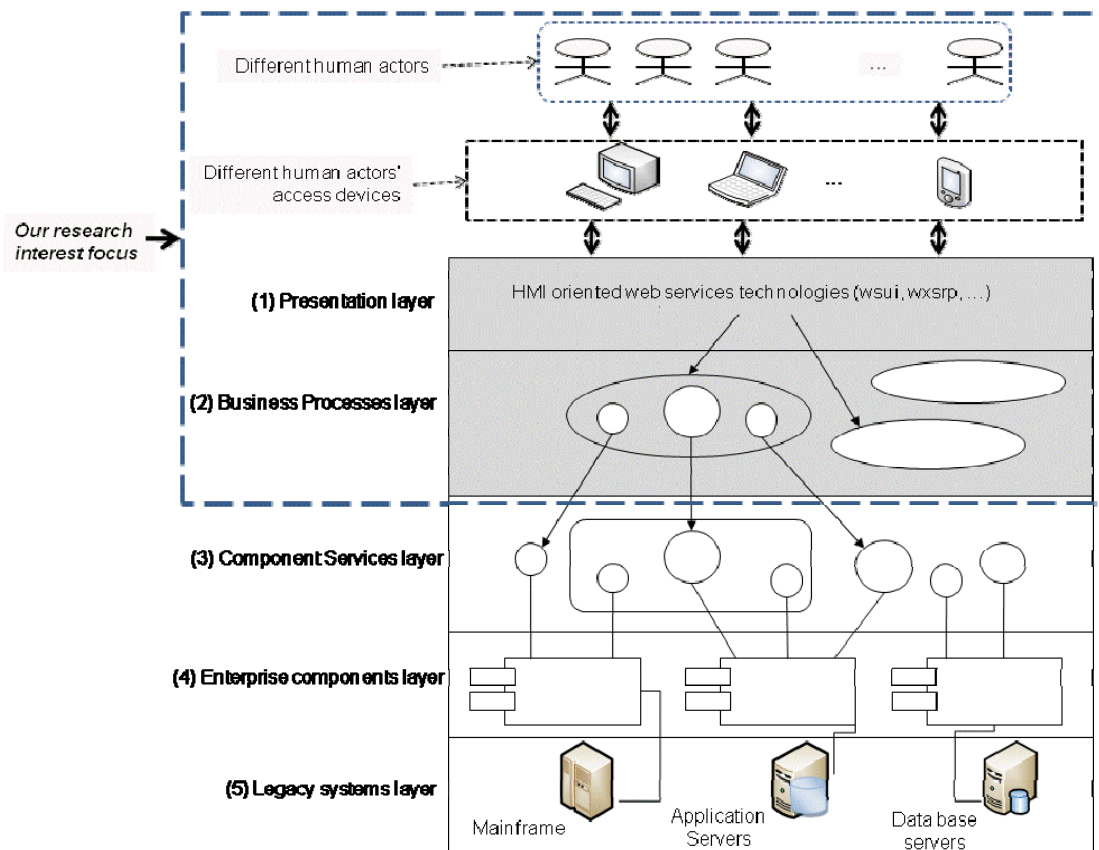 Different human actors
...
Different human actors'
access devices
...
Our research
interest focus
(1) Presentation layer
HMI oriented web services technologies (wsui, wxsrp, ...)
(2) Business Processes layer
(3) Component Services layer
(4) Enterprise components layer
(5) Legacy systems layer
Mainframe
Application
Servers
Data base
servers